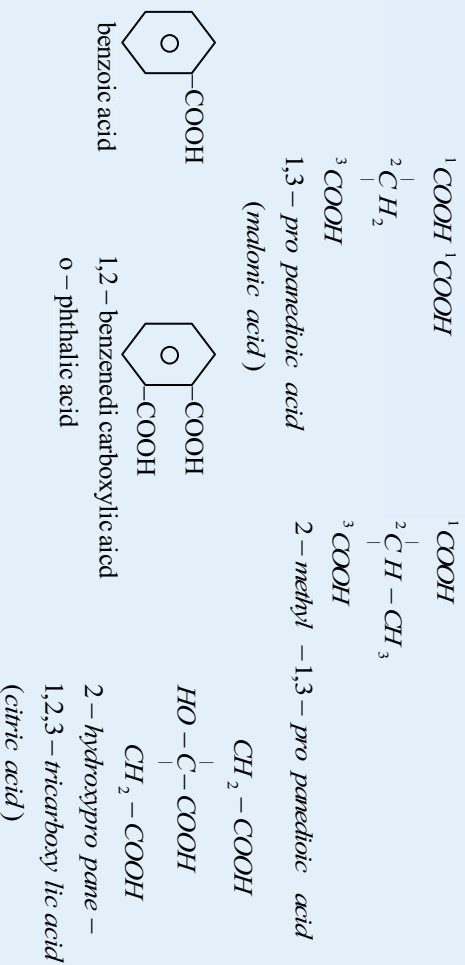 ¹COOH ¹COOH
²CH₂
³COOH
1,3 – pro panedioic acid
(malonic acid)
¹COOH
²CH – CH₃
³COOH
2 – methyl – 1,3 – pro panedioic acid
COOH
benzoic acid
COOH
COOH
1,2 – benzenedi carboxylic aicd
o – phthalic acid
CH₂ – COOH
HO – C – COOH
CH₂ – COOH
2 – hydroxypro pane –
1,2,3 – tricarboxy lic acid
(citric acid)